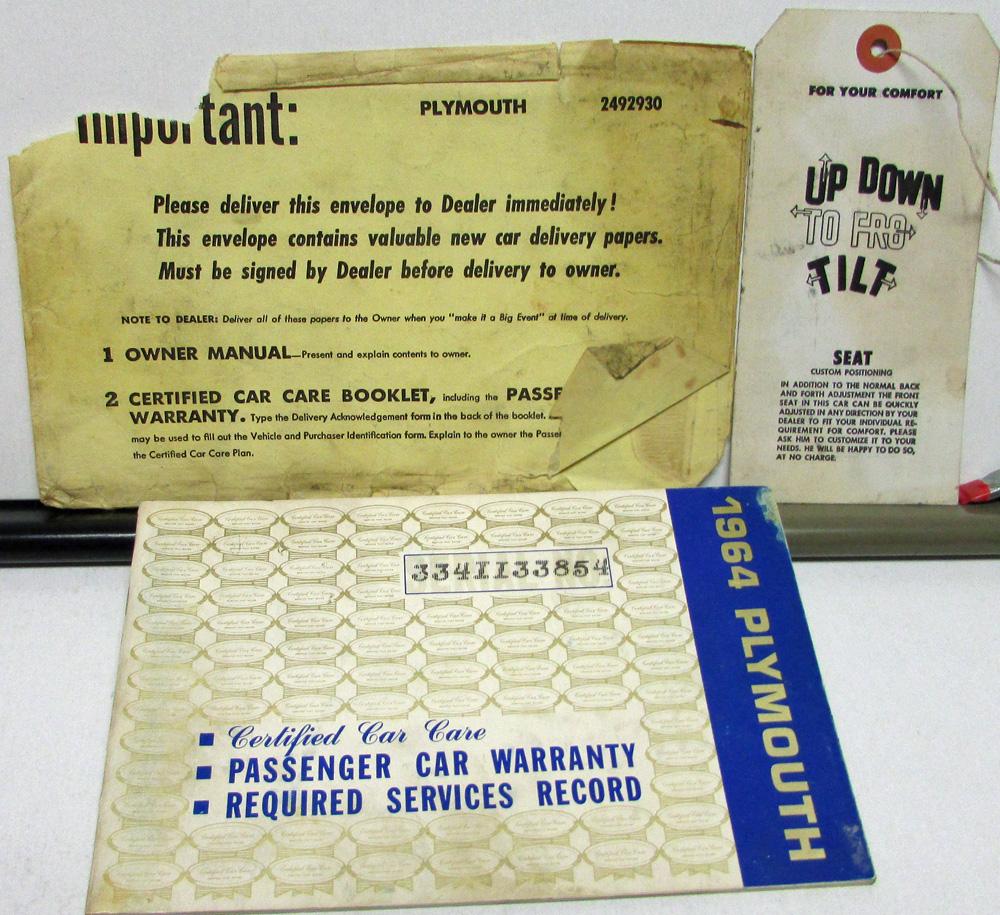 Important:
PLYMOUTH 2492930
Please deliver this envelope to Dealer immediately!
This envelope contains valuable new car delivery papers.
Must be signed by Dealer before delivery to owner.
NOTE TO DEALER: Deliver all of these papers to the Owner when you "make it a Big Event" at time of delivery.
1 OWNER MANUAL—Present and explain contents to owner.
2 CERTIFIED CAR CARE BOOKLET, including the PASSE
WARRANTY. Type the Delivery Acknowledgement form in the back of the booklet.
may be used to fill out the Vehicle and Purchaser Identification form. Explain to the owner the Passe
the Certified Car Care Plan.
FOR YOUR COMFORT
UP DOWN
TO FRO
TILT
SEAT
CUSTOM POSITIONING
IN ADDITION TO THE NORMAL BACK
AND FORTH ADJUSTMENT THE FRONT
SEAT IN THIS CAR CAN BE QUICKLY
ADJUSTED IN ANY DIRECTION BY YOUR
DEALER TO FIT YOUR INDIVIDUAL RE-
QUIREMENT FOR COMFORT. PLEASE
ASK HIM TO CUSTOMIZE IT TO YOUR
NEEDS. HE WILL BE HAPPY TO DO SO,
AT NO CHARGE.
3341133854
1964 PLYMOUTH
■ Certified Car Care
■ PASSENGER CAR WARRANTY
■ REQUIRED SERVICES RECORD